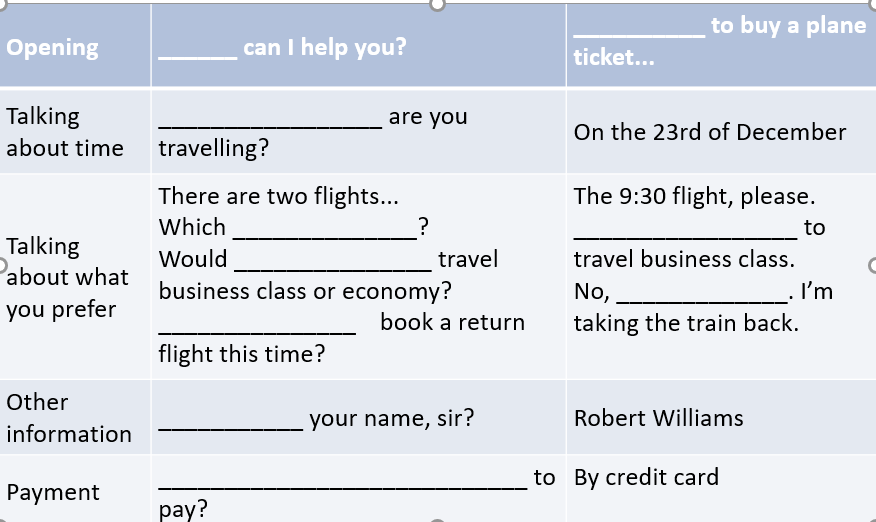 Opening
______ can I help you?
__________ to buy a plane
ticket...
Talking
about time
_________________ are you
travelling?
On the 23rd of December
Talking
about what
you prefer
There are two flights...
Which ______________?
Would _______________ travel
business class or economy?
_______________ book a return
flight this time?
The 9:30 flight, please.
_________________ to
travel business class.
No, _____________. I’m
taking the train back.
Other
information
___________ your name, sir?
Robert Williams
Payment
____________________________ to
pay?
By credit card